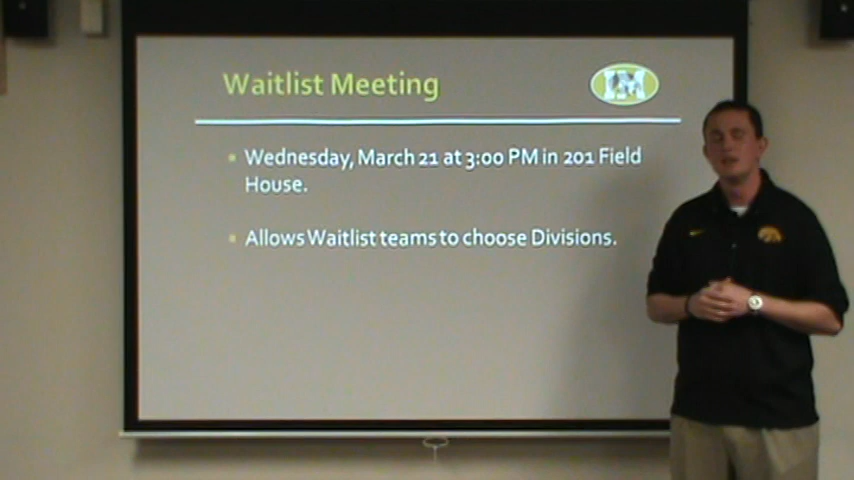 Waitlist Meeting
Wednesday, March 21 at 3:00 PM in 201 Field
House.
Allows Waitlist teams to choose Divisions.